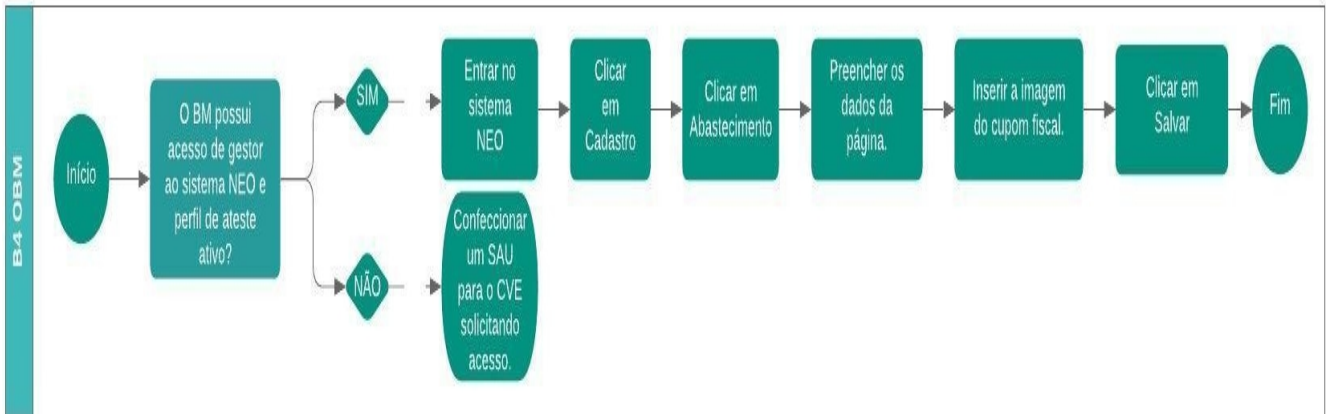 B4 OBM
Início
O BM possui
acesso de gestor
ao sistema NEO e
perfil de ateste
ativo?
SIM
Entrar no
sistema
NEO
Clicar
em
Cadastro
Clicar em
Abastecimento
Preencher os
dados da
página.
Inserir a imagem
do cupom fiscal.
Clicar em
Salvar
Fim
NÃO
Confeccionar
um SAU
para o CVE
solicitando
acesso.